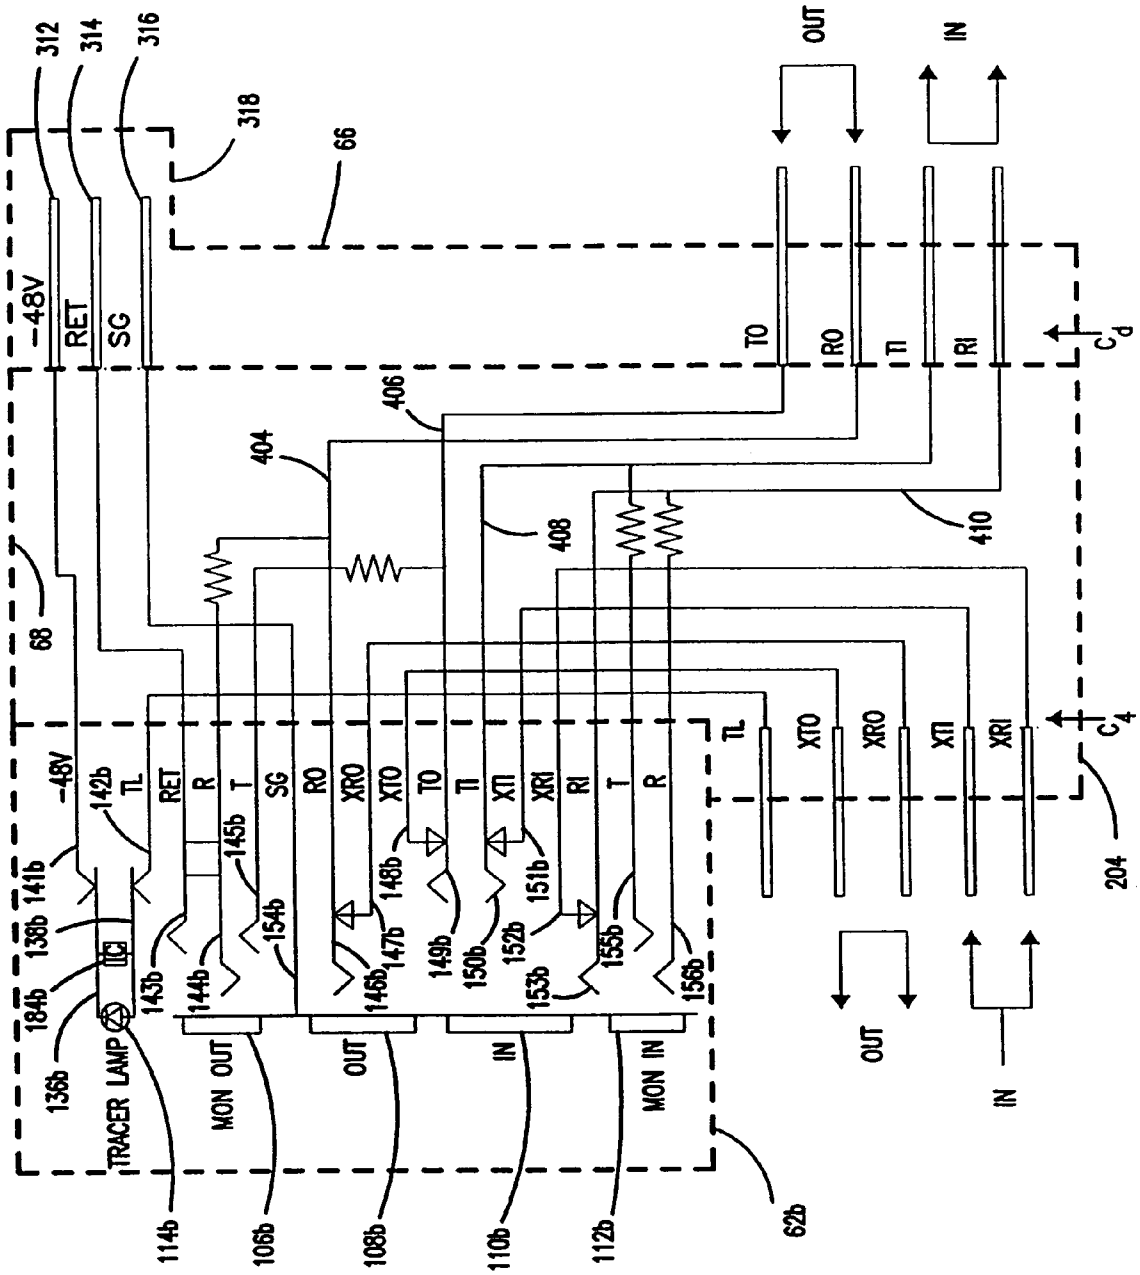 312
314
316
318
66
-48V
RET
SG
OUT
IN
TO
RO
TI
RI
Cd
68
404
406
408
410
-48V
TL
RET
R
T
SG
RO
XRO
XTO
TO
TI
XTI
XRI
RI
T
R
TL
XTO
XRO
XTI
XRI
C4
204
141b
142b
138b
184b
136b
143b
144b
145b
154b
146b
147b
148b
149b
150b
151b
152b
153b
155b
156b
TRACER LAMP
MON OUT
OUT
IN
MON IN
OUT
IN
114b
106b
108b
110b
112b
62b